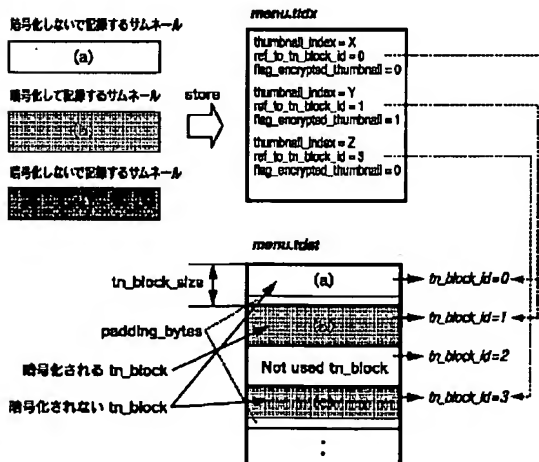 暗号化しないで記録するサムネール
(a)
暗号化して記録するサムネール
暗号化しないで記録するサムネール
store
menu.tidx
thumbnail_index = X
ref_to_tn_block_id = 0
flag_encrypted_thumbnail = 0
thumbnail_index = Y
ref_to_tn_block_id = 1
flag_encrypted_thumbnail = 1
thumbnail_index = Z
ref_to_tn_block_id = 3
flag_encrypted_thumbnail = 0
menu.tdat
tn_block_size
padding_bytes
暗号化される tn_block
暗号化されない tn_block
(a)
Not used tn_block
tn_block_id=0
tn_block_id=1
tn_block_id=2
tn_block_id=3